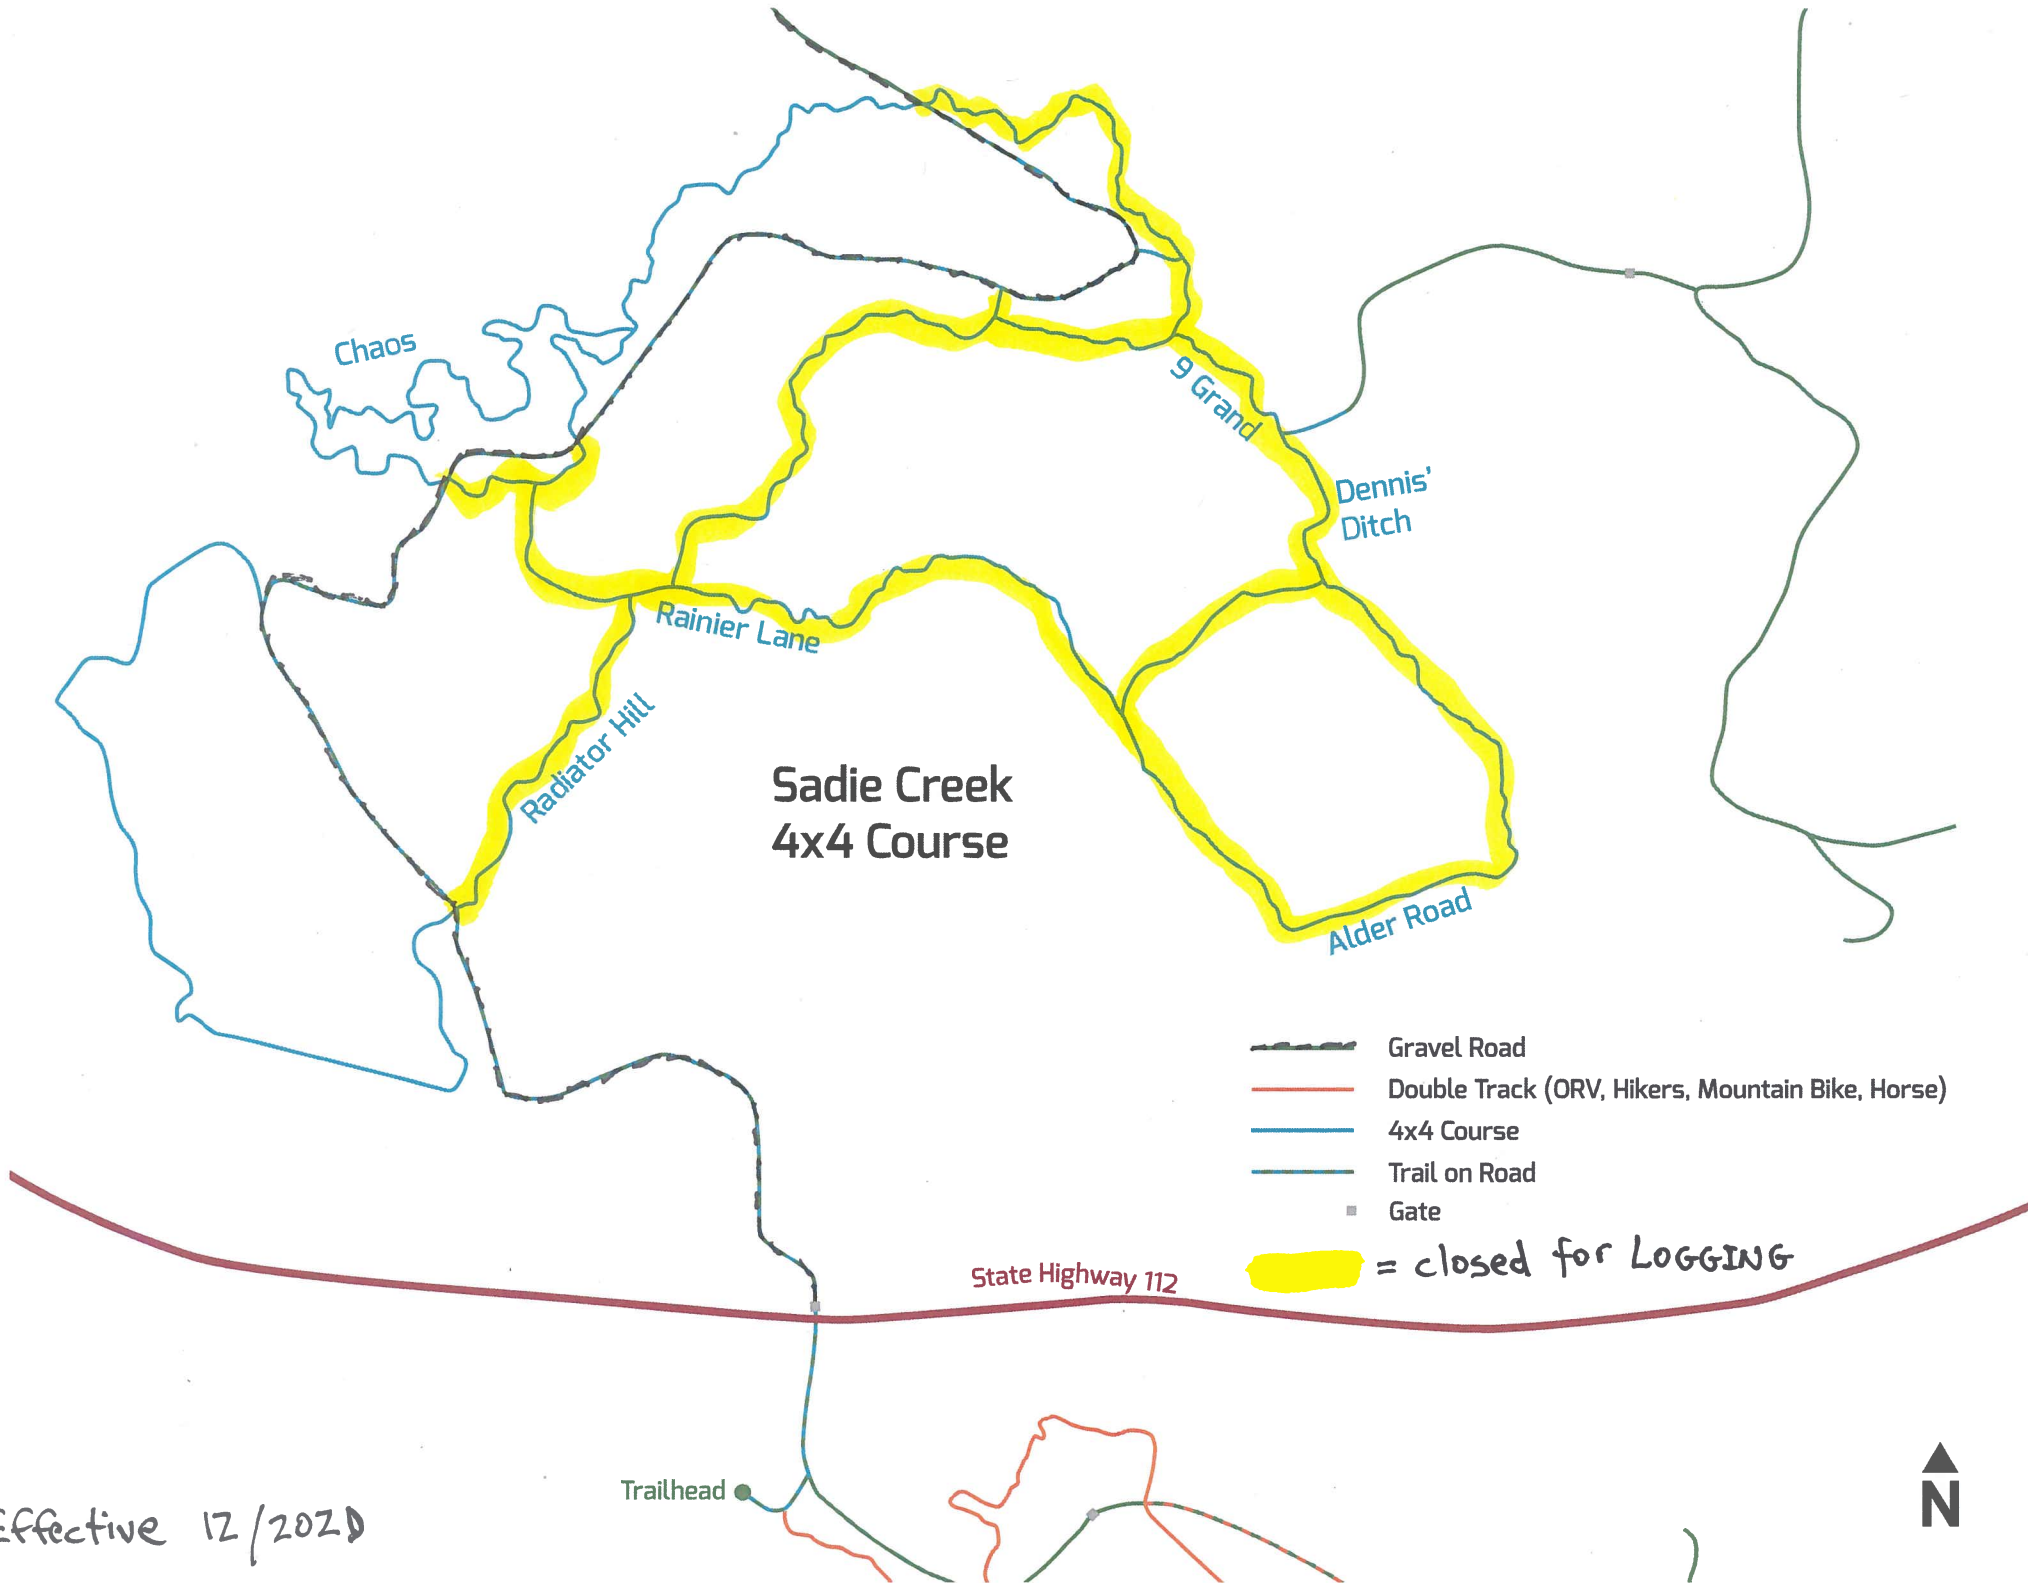 Chaos
9 Grand
Dennis'
Ditch
Rainier Lane
Radiator Hill
Sadie Creek
4x4 Course
Alder Road
Gravel Road
Double Track (ORV, Hikers, Mountain Bike, Horse)
4x4 Course
Trail on Road
Gate
= closed for LOGGING
State Highway 112
Trailhead
Effective 12/2020
N